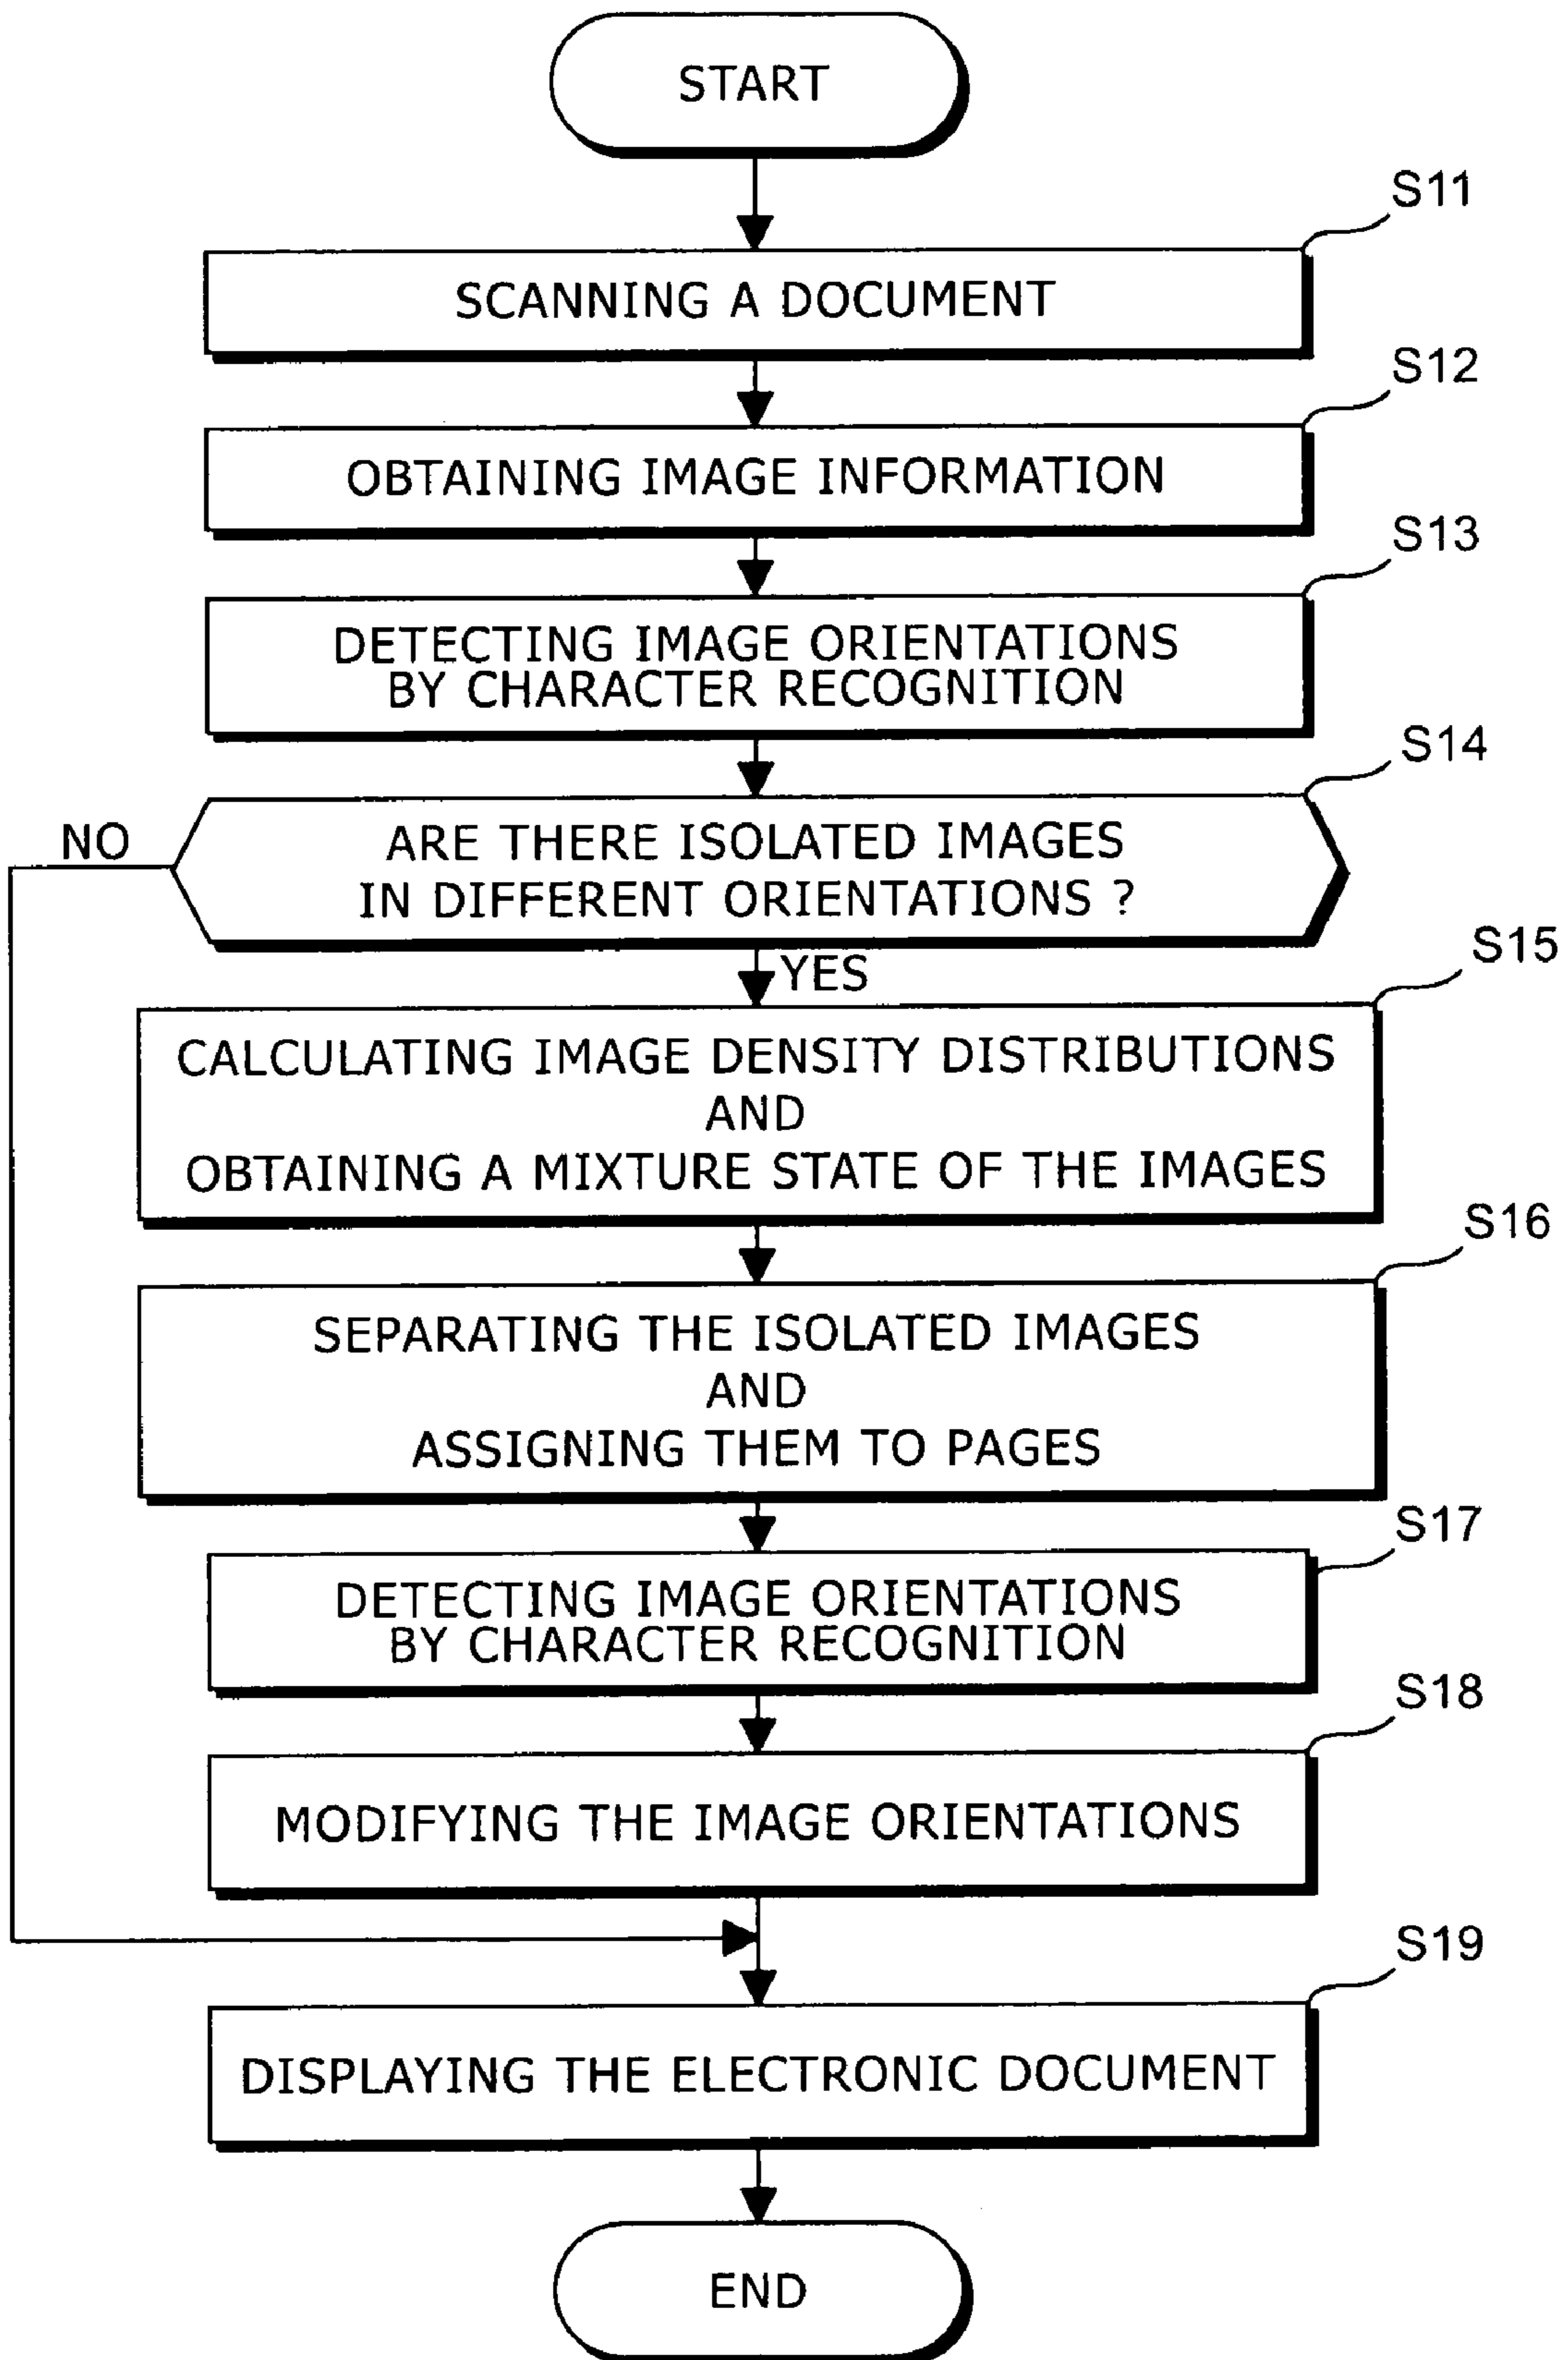 START
S11
SCANNING A DOCUMENT
S12
OBTAINING IMAGE INFORMATION
S13
DETECTING IMAGE ORIENTATIONS
BY CHARACTER RECOGNITION
S14
NO
ARE THERE ISOLATED IMAGES
IN DIFFERENT ORIENTATIONS ?
YES
S15
CALCULATING IMAGE DENSITY DISTRIBUTIONS
AND
OBTAINING A MIXTURE STATE OF THE IMAGES
S16
SEPARATING THE ISOLATED IMAGES
AND
ASSIGNING THEM TO PAGES
S17
DETECTING IMAGE ORIENTATIONS
BY CHARACTER RECOGNITION
S18
MODIFYING THE IMAGE ORIENTATIONS
S19
DISPLAYING THE ELECTRONIC DOCUMENT
END